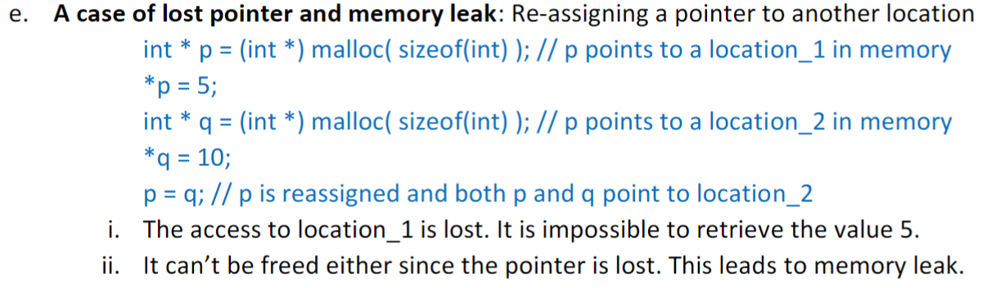 e. A case of lost pointer and memory leak: Re-assigning a pointer to another location
int * p = (int *) malloc( sizeof(int) ); // p points to a location_1 in memory
*p = 5;
int * q = (int *) malloc( sizeof(int) ); // p points to a location_2 in memory
*q = 10;
p = q; // p is reassigned and both p and q point to location_2
i. The access to location_1 is lost. It is impossible to retrieve the value 5.
ii. It can’t be freed either since the pointer is lost. This leads to memory leak.